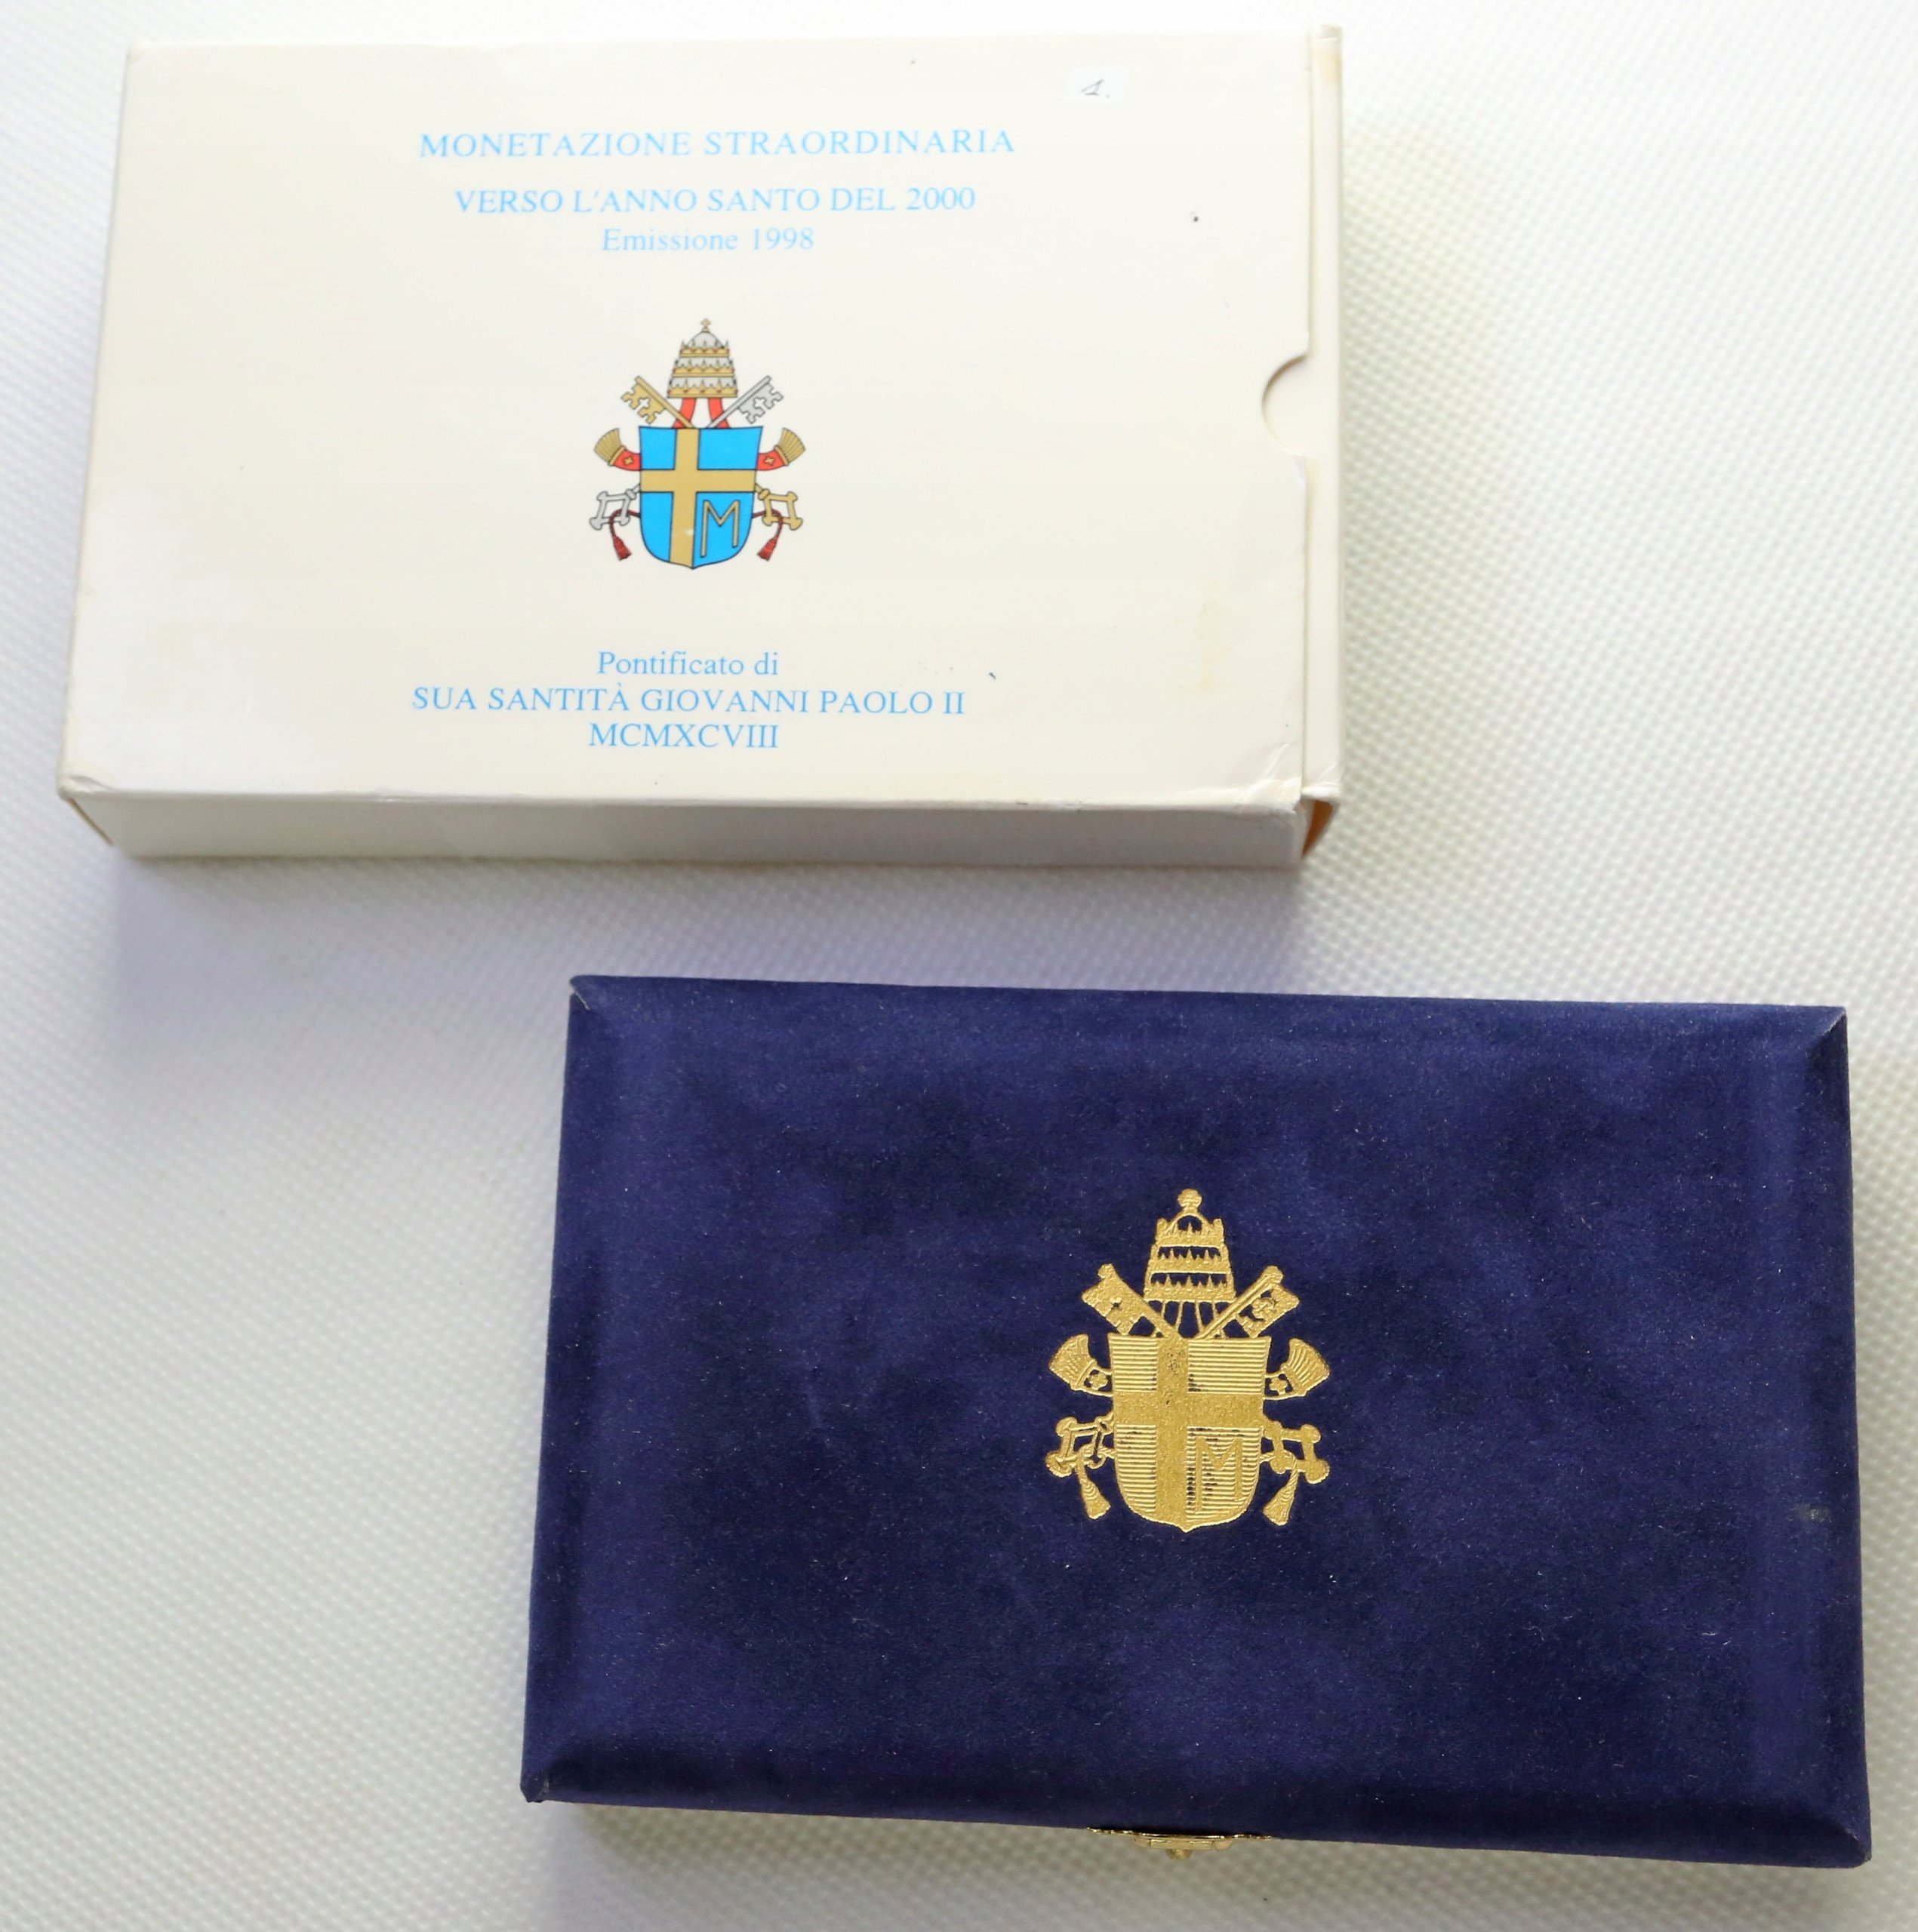 1.
MONETAZIONE STRAORDINARIA
VERSO L'ANNO SANTO DEL 2000
Emissione 1998
M
Pontificato di
SUA SANTITÀ GIOVANNI PAOLO II
MCMXCVIII
M